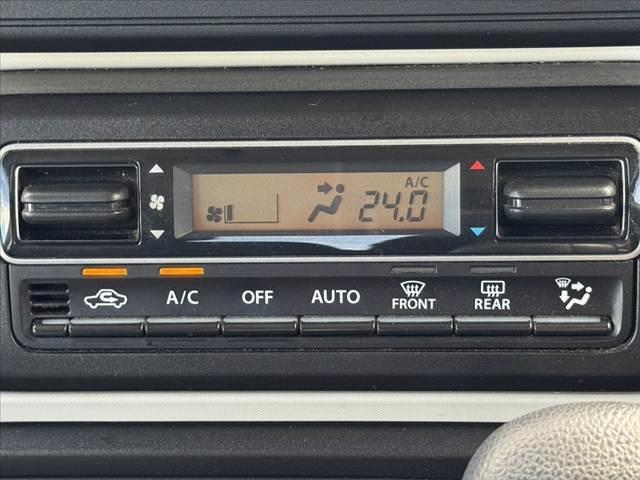 A/C
24.0
A/C OFF AUTO FRONT REAR